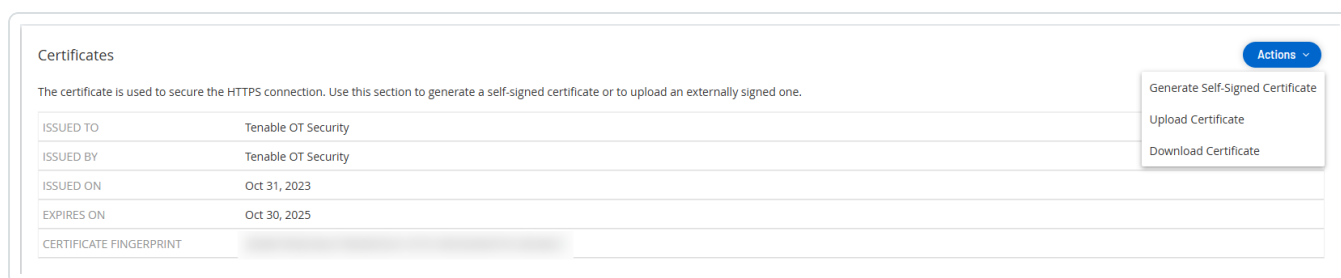 Certificates
Actions
The certificate is used to secure the HTTPS connection. Use this section to generate a self-signed certificate or to upload an externally signed one.
Generate Self-Signed Certificate
Upload Certificate
Download Certificate
ISSUED TO Tenable OT Security
ISSUED BY Tenable OT Security
ISSUED ON Oct 31, 2023
EXPIRES ON Oct 30, 2025
CERTIFICATE FINGERPRINT